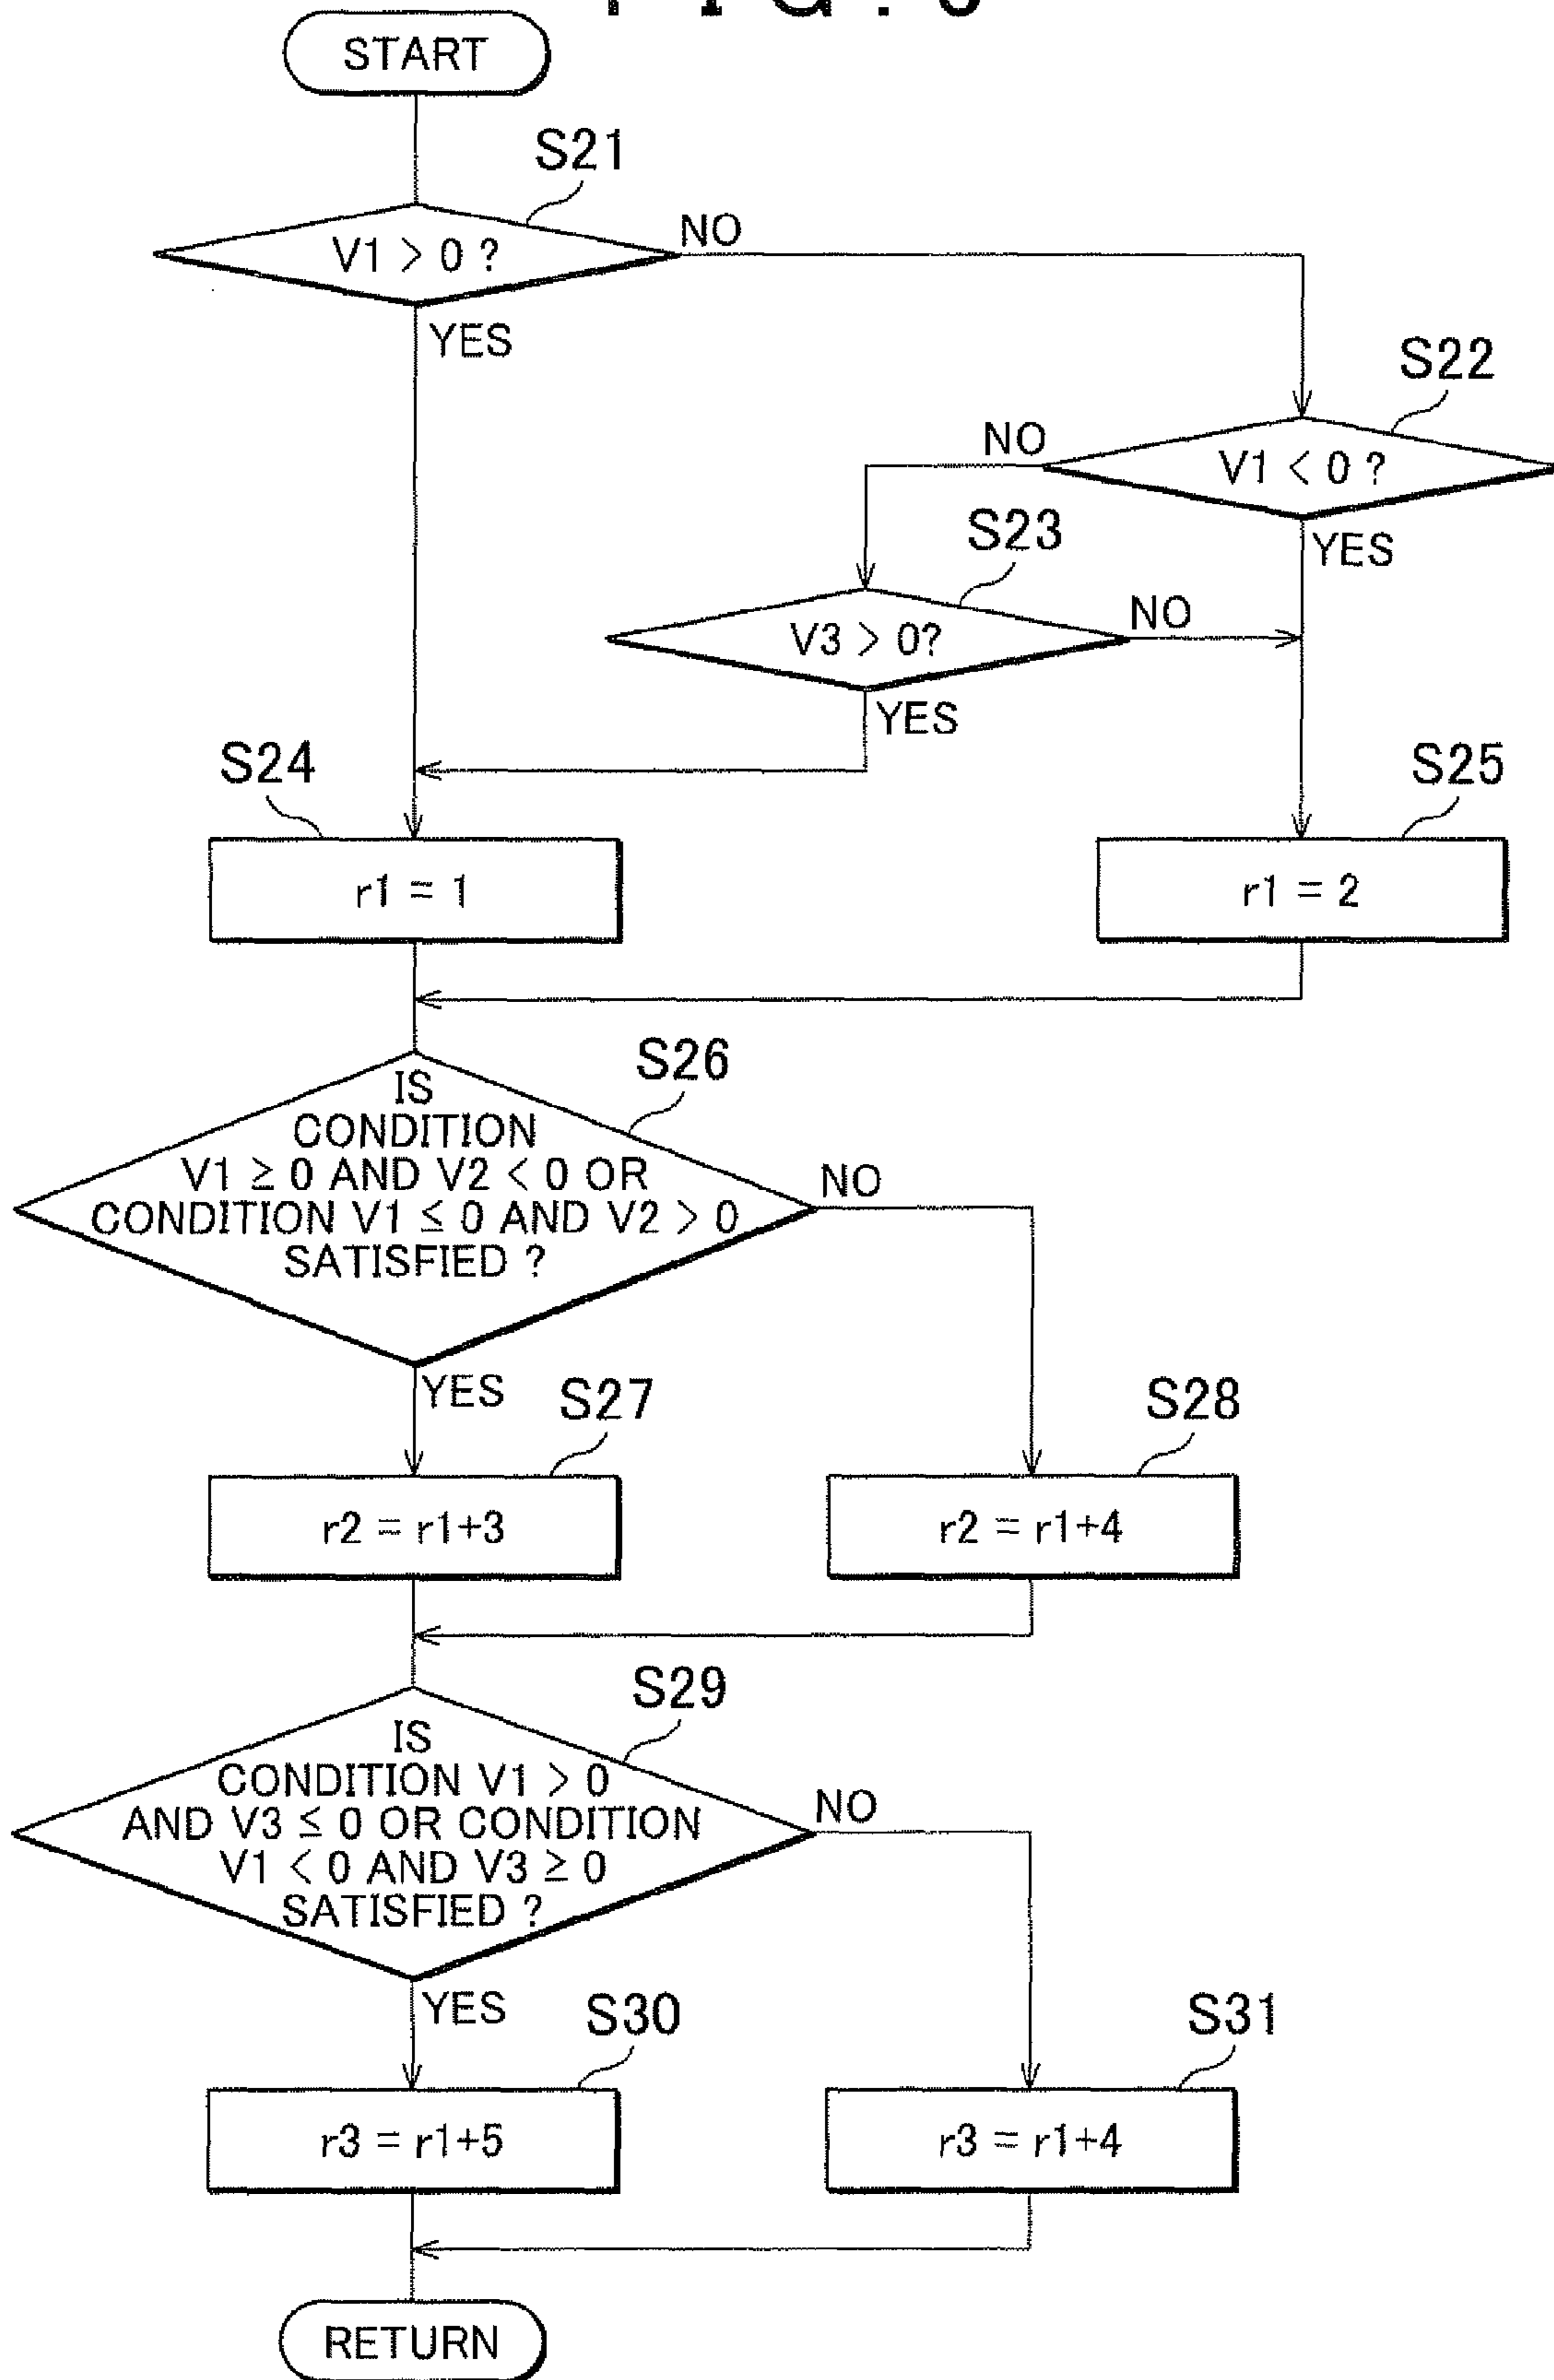 START
S21
V1 > 0 ?
NO
YES
S22
V1 < 0 ?
NO
YES
S23
V3 > 0?
NO
YES
S24
r1 = 1
S25
r1 = 2
S26
IS
CONDITION
V1 ≥ 0 AND V2 < 0 OR
CONDITION V1 ≤ 0 AND V2 > 0
SATISFIED ?
NO
YES
S27
r2 = r1+3
S28
r2 = r1+4
S29
IS
CONDITION V1 > 0
AND V3 ≤ 0 OR CONDITION
V1 < 0 AND V3 ≥ 0
SATISFIED ?
NO
YES
S30
r3 = r1+5
S31
r3 = r1+4
RETURN